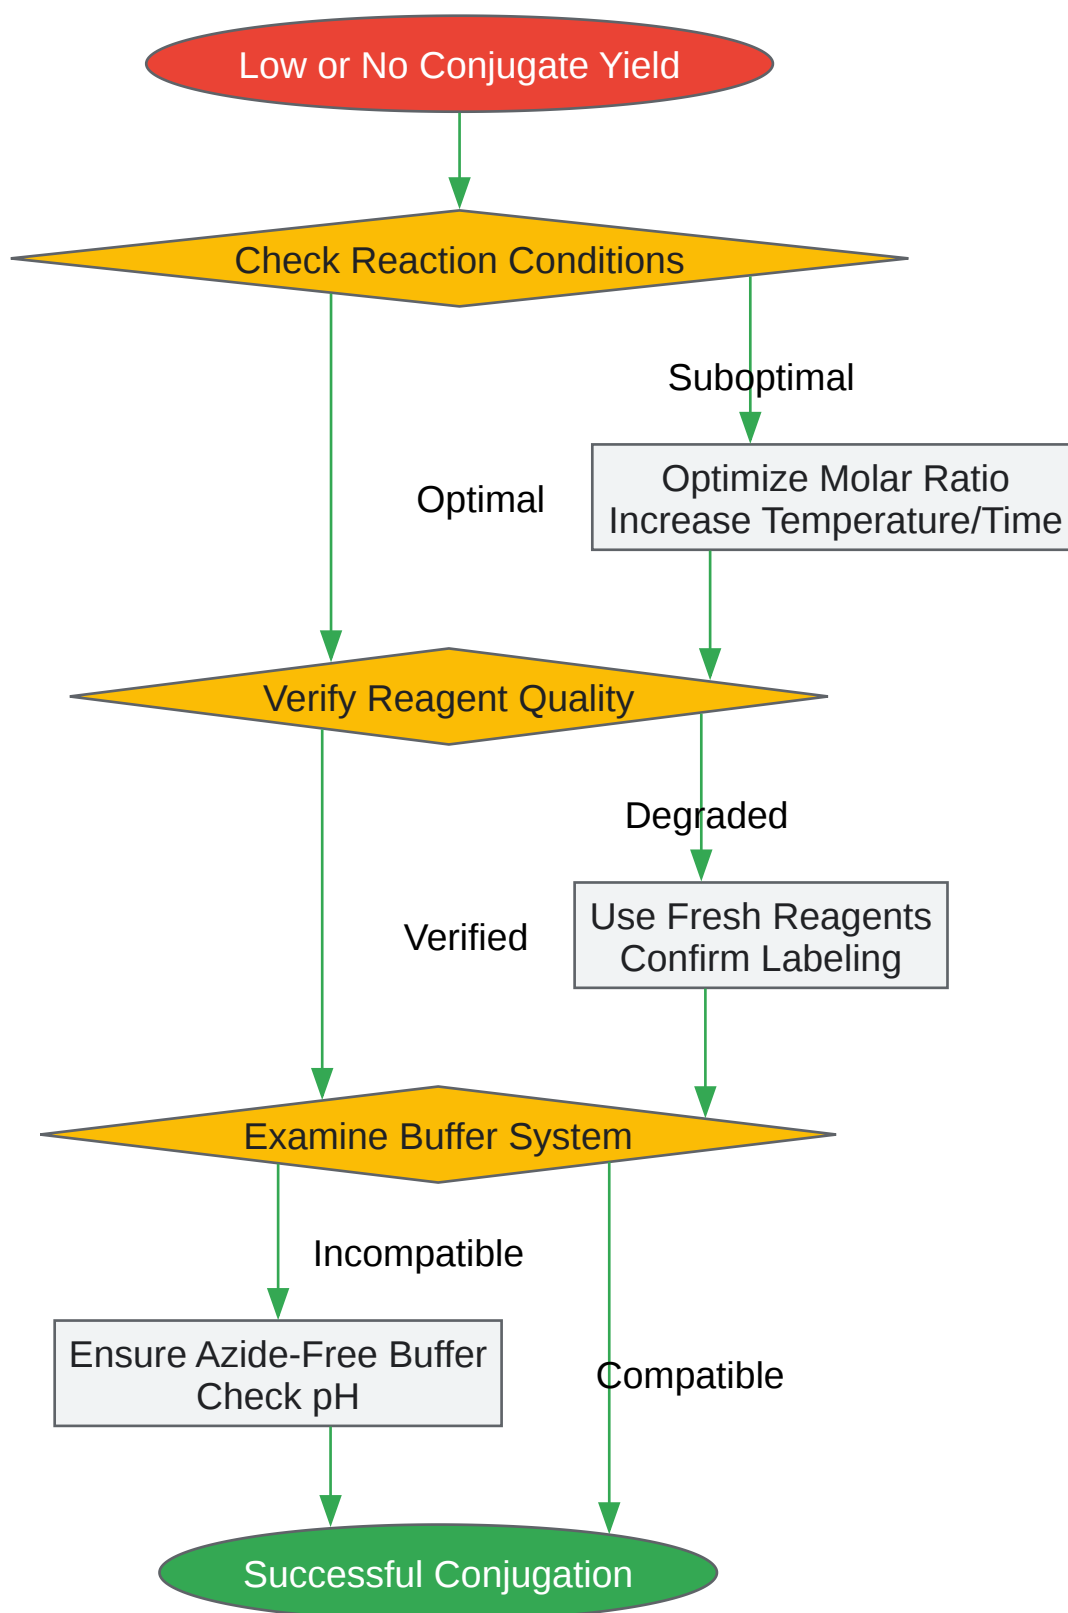 Low or No Conjugate Yield
Check Reaction Conditions
Suboptimal
Optimal
Optimize Molar Ratio
Increase Temperature/Time
Verify Reagent Quality
Degraded
Verified
Use Fresh Reagents
Confirm Labeling
Examine Buffer System
Incompatible
Ensure Azide-Free Buffer
Check pH
Compatible
Successful Conjugation